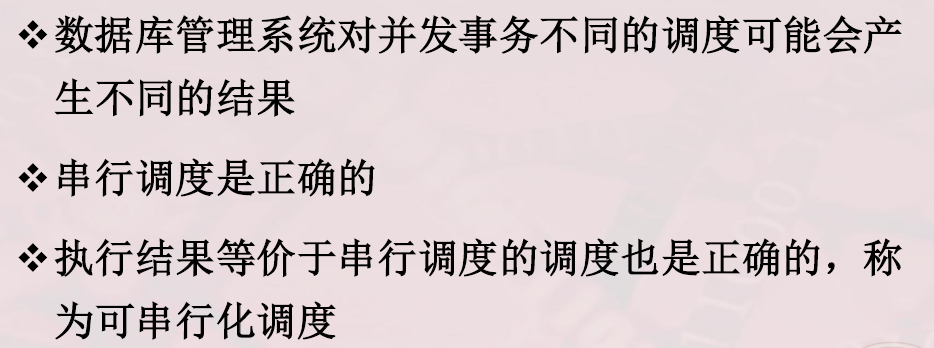 ❖数据库管理系统对并发事务不同的调度可能会产
生不同的结果
❖串行调度是正确的
❖执行结果等价于串行调度的调度也是正确的，称
为可串行化调度